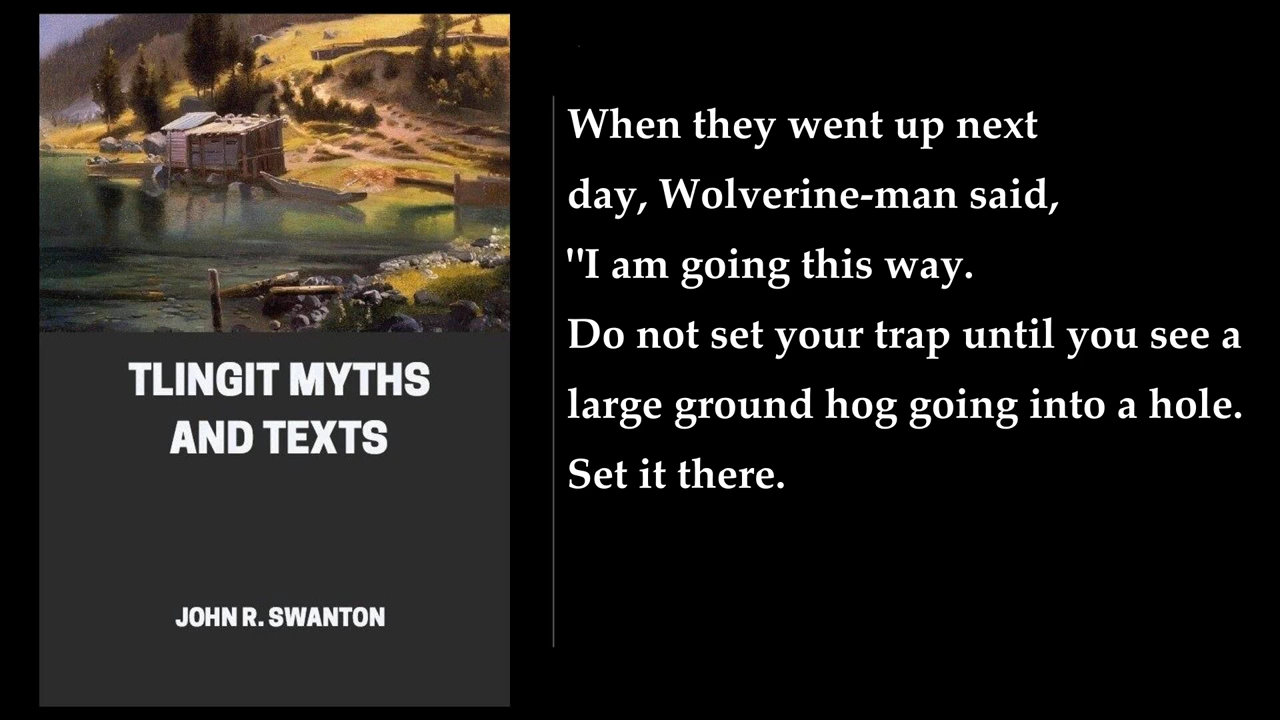 TLINGIT MYTHS
AND TEXTS
JOHN R. SWANTON
When they went up next
day, Wolverine-man said,
"I am going this way.
Do not set your trap until you see a
large ground hog going into a hole.
Set it there.